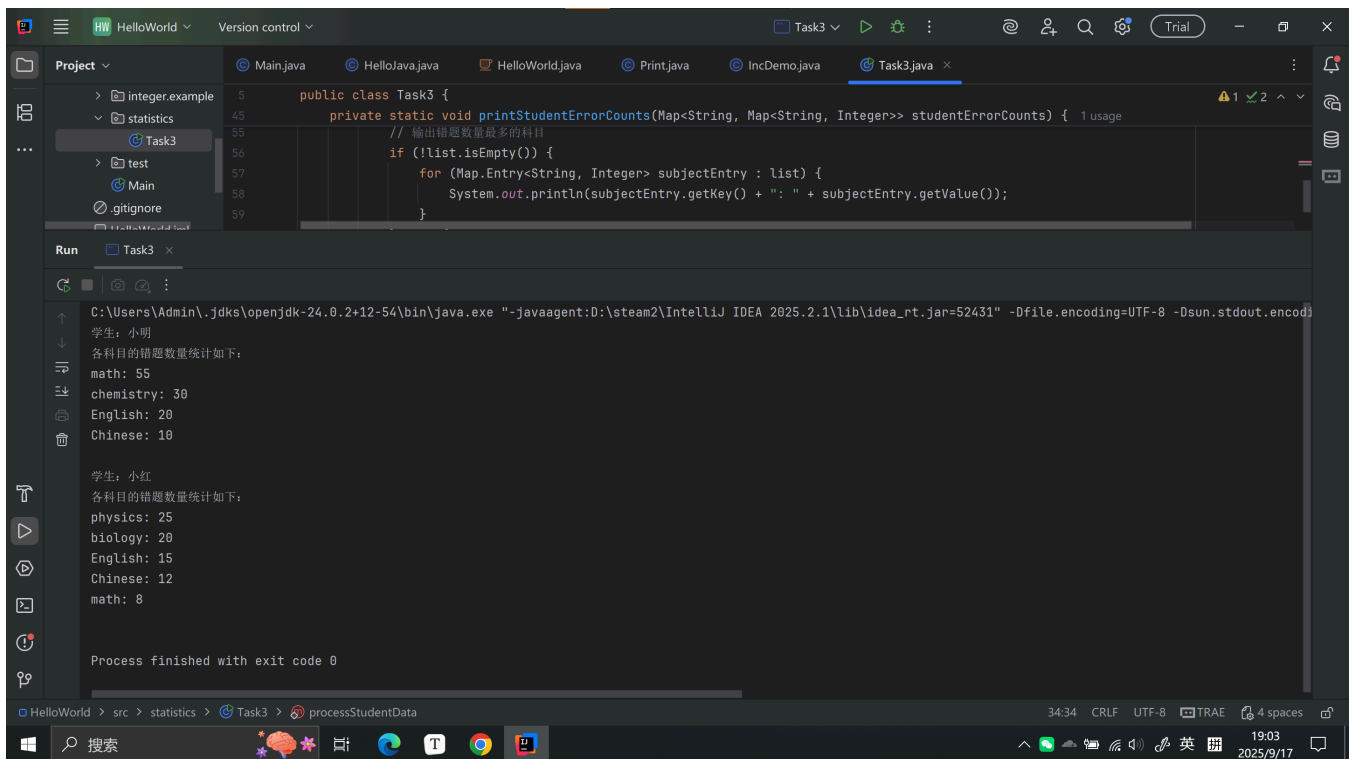 HW HelloWorld Version control Task3 Trial
Project Main.java HelloJava.java HelloWorld.java Print.java IncDemo.java Task3.java
integer.example
statistics
Task3
test
Main
.gitignore
HelloWorld.iml
5 public class Task3 {
1 2
45 private static void printStudentErrorCounts(Map<String, Map<String, Integer>> studentErrorCounts) { 1 usage
55 // 输出错题数量最多的科目
56 if (!list.isEmpty()) {
57 for (Map.Entry<String, Integer> subjectEntry : list) {
58 System.out.println(subjectEntry.getKey() + ": " + subjectEntry.getValue());
59 }
Run Task3
C:\Users\Admin\.jdks\openjdk-24.0.2+12-54\bin\java.exe "-javaagent:D:\steam2\IntelliJ IDEA 2025.2.1\lib\idea_rt.jar=52431" -Dfile.encoding=UTF-8 -Dsun.stdout.encodi
学生：小明
各科目的错题数量统计如下：
math: 55
chemistry: 30
English: 20
Chinese: 10
学生：小红
各科目的错题数量统计如下：
physics: 25
biology: 20
English: 15
Chinese: 12
math: 8
Process finished with exit code 0
HelloWorld > src > statistics > Task3 > processStudentData 34:34 CRLF UTF-8 TRAE 4 spaces
搜索 T 英 拼 19:03
2025/9/17